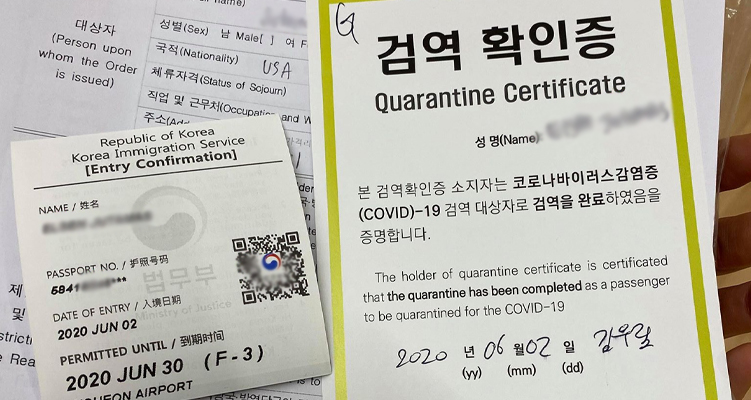 대상자
(Person upon
whom the Order
is issued)
성별(Sex) 남 Male[ ] 여
국적(Nationality)
USA
체류자격(Status of Sojourn)
직업 및 근무처(Occupation and
Republic of Korea
Korea Immigration Service
[Entry Confirmation]
NAME / 姓名
PASSPORT NO. / 护照号码
법무부
Ministry of Justice
DATE OF ENTRY / 入境日期
2020 JUN 02
PERMITTED UNTIL / 到期时间
2020 JUN 30 (F-3)
AIRPORT
검역 확인증
Quarantine Certificate
성 명(Name)
본 검역확인증 소지자는 코로나바이러스감염증
(COVID)-19 검역 대상자로 검역을 완료하였음을
증명합니다.
The holder of quarantine certificate is certificated
that the quarantine has been completed as a passenger
to be quarantined for the COVID-19
2020 년 06 월 02 일
(yy) (mm) (dd)